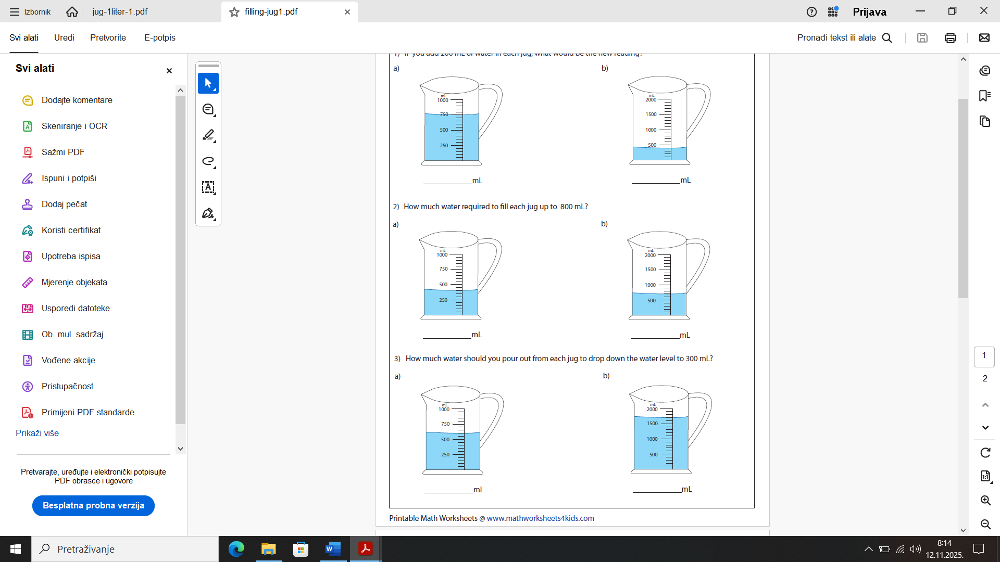 Izbornik
jug-1liter-1.pdf
filling-jug1.pdf
Prijava
Svi alati
Uredi
Pretvorite
E-potpis
Pronađi tekst ili alate
Svi alati
Dodajte komentare
Skeniranje i OCR
Sažmi PDF
Ispuni i potpiši
Dodaj pečat
Koristi certifikat
Upotreba ispisa
Mjerenje objekata
Usporedi datoteke
Ob. mul. sadržaj
Vođene akcije
Pristupačnost
Primijeni PDF standarde
Prikaži više
Pretvarajte, uređujte i elektronički potpisujte
PDF obrasce i ugovore
Besplatna probna verzija
1) If you add 200 mL of water in each jug, what would be the new reading?
a)
mL
1000
750
500
250
____________mL
b)
mL
2000
1500
1000
500
____________mL
2) How much water required to fill each jug up to 800 mL?
a)
mL
1000
750
500
250
____________mL
b)
mL
2000
1500
1000
500
____________mL
3) How much water should you pour out from each jug to drop down the water level to 300 mL?
a)
mL
1000
750
500
250
____________mL
b)
mL
2000
1500
1000
500
____________mL
Printable Math Worksheets @ www.mathworksheets4kids.com
1
2
1:1
Pretraživanje
8:14
12.11.2025.